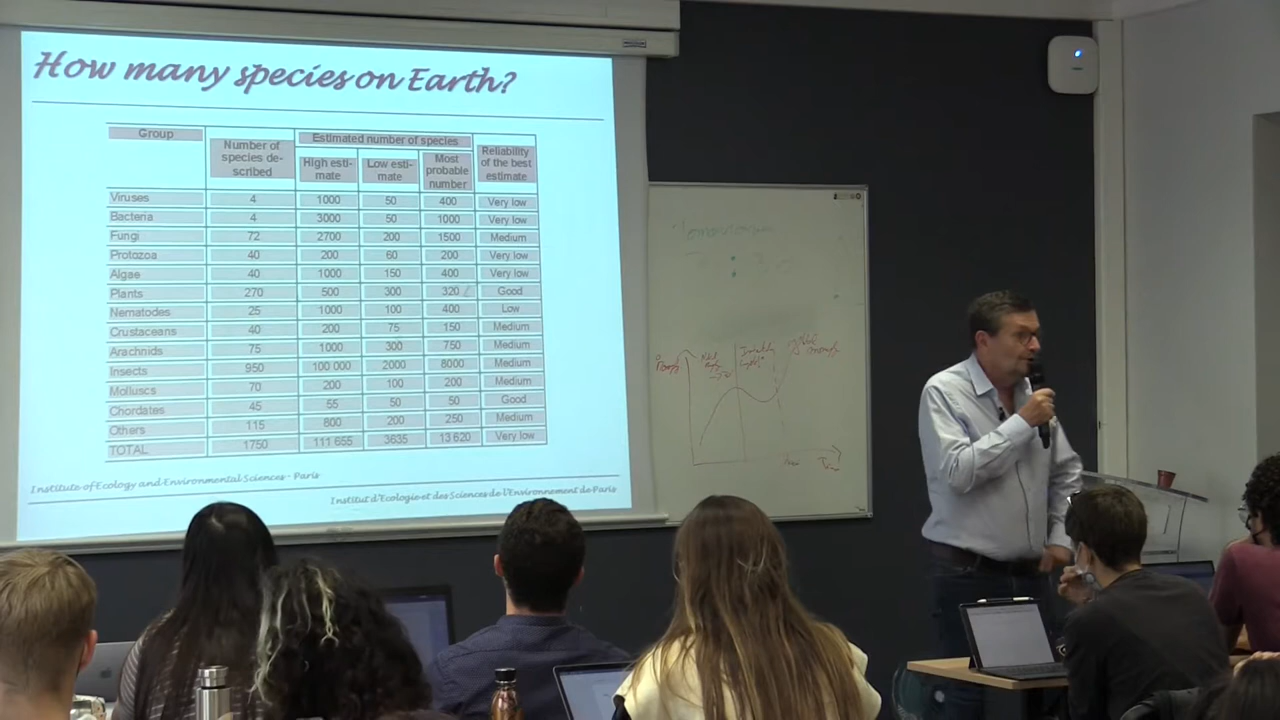 How many species on Earth?
Group Number of species de-scribed Estimated number of species High esti-mate Low esti-mate Most probable number Reliability of the best estimate
Viruses 4 1000 50 400 Very low
Bacteria 4 3000 50 1000 Very low
Fungi 72 2700 200 1500 Medium
Protozoa 40 200 60 200 Very low
Algae 40 1000 150 400 Very low
Plants 270 500 300 320 Good
Nematodes 25 1000 100 400 Low
Crustaceans 40 200 75 150 Medium
Arachnids 75 1000 300 750 Medium
Insects 950 100 000 2000 8000 Medium
Molluscs 70 200 100 200 Medium
Chordates 45 55 50 50 Good
Others 115 800 200 250 Medium
TOTAL 1750 111 655 3635 13 620 Very low
Institute of Ecology and Environmental Sciences - Paris
Institut d'Ecologie et des Sciences de l'Environnement de Paris